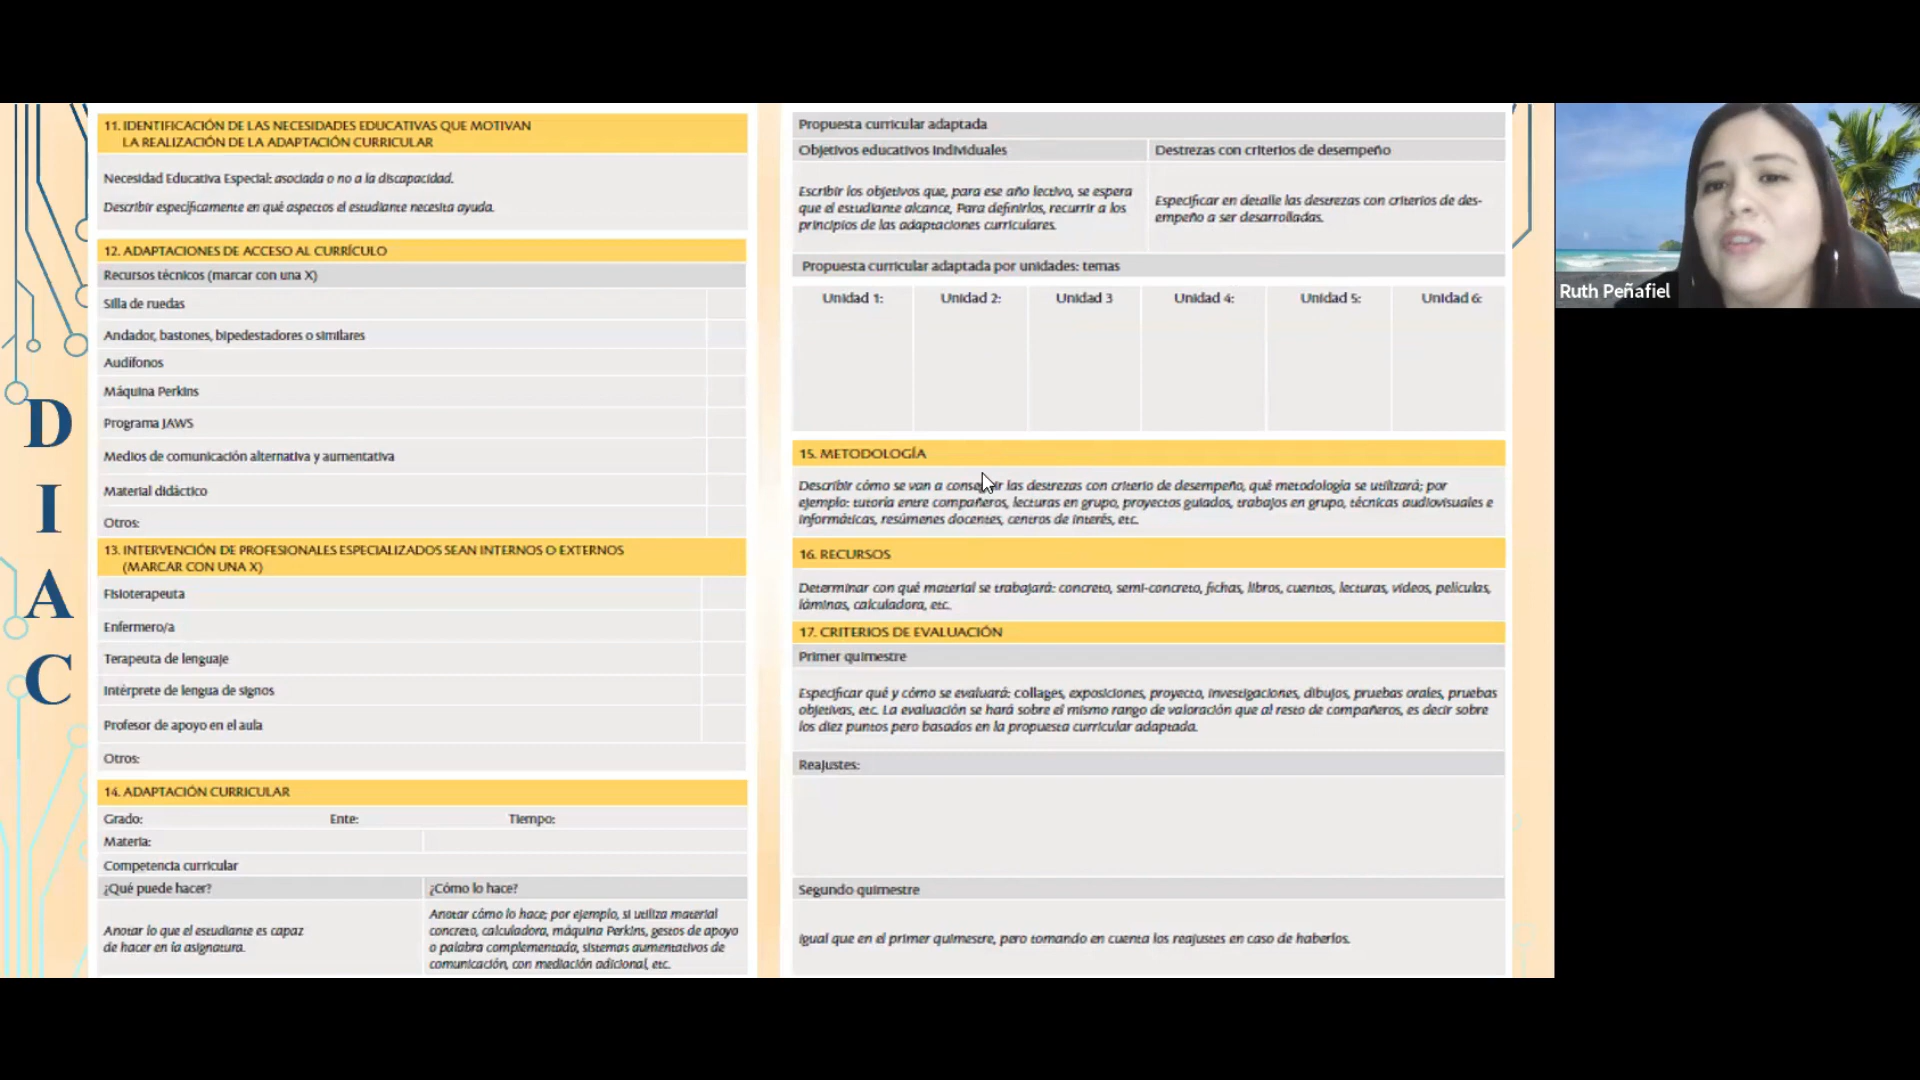 D
I
A
C
11. IDENTIFICACIÓN DE LAS NECESIDADES EDUCATIVAS QUE MOTIVAN
LA REALIZACIÓN DE LA ADAPTACIÓN CURRICULAR
Necesidad Educativa Especial: asociada o no a la discapacidad.
Describir específicamente en qué aspectos el estudiante necesita ayuda.
12. ADAPTACIONES DE ACCESO AL CURRÍCULO
Recursos técnicos (marcar con una X)
Silla de ruedas
Andador, bastones, bipedestadores o similares
Audífonos
Máquina Perkins
Programa JAWS
Medios de comunicación alternativa y aumentativa
Material didáctico
Otros:
13. INTERVENCIÓN DE PROFESIONALES ESPECIALIZADOS SEAN INTERNOS O EXTERNOS
(MARCAR CON UNA X)
Fisioterapeuta
Enfermero/a
Terapeuta de lenguaje
Intérprete de lengua de signos
Profesor de apoyo en el aula
Otros:
14. ADAPTACIÓN CURRICULAR
Grado: Ente: Tiempo:
Materia:
Competencia curricular
¿Qué puede hacer? ¿Cómo lo hace?
Anotar lo que el estudiante es capaz
de hacer en la asignatura.
Anotar cómo lo hace; por ejemplo, si utiliza material
concreto, calculadora, máquina Perkins, gestos de apoyo
o palabra complementada, sistemas aumentativos de
comunicación, con mediación adicional, etc.
Propuesta curricular adaptada
Objetivos educativos individuales Destrezas con criterios de desempeño
Escribir los objetivos que, para ese año lectivo, se espera
que el estudiante alcance, Para definirlos, recurrir a los
principios de las adaptaciones curriculares.
Especificar en detalle las destrezas con criterios de des-
empeño a ser desarrolladas.
Propuesta curricular adaptada por unidades: temas
Unidad 1: Unidad 2: Unidad 3 Unidad 4: Unidad 5: Unidad 6:
15. METODOLOGÍA
Describir cómo se van a conseguir las destrezas con criterio de desempeño, qué metodología se utilizará; por
ejemplo: tutoría entre compañeros, lecturas en grupo, proyectos guiados, trabajos en grupo, técnicas audiovisuales e
informáticas, resúmenes docentes, centros de interés, etc.
16. RECURSOS
Determinar con qué material se trabajará: concreto, semi-concreto, fichas, libros, cuentos, lecturas, vídeos, películas,
láminas, calculadora, etc.
17. CRITERIOS DE EVALUACIÓN
Primer quimestre
Especificar qué y cómo se evaluará: collages, exposiciones, proyecto, investigaciones, dibujos, pruebas orales, pruebas
objetivas, etc. La evaluación se hará sobre el mismo rango de valoración que al resto de compañeros, es decir sobre
los diez puntos pero basados en la propuesta curricular adaptada.
Reajustes:
Segundo quimestre
Igual que en el primer quimestre, pero tomando en cuenta los reajustes en caso de haberlos.
Ruth Peñafiel